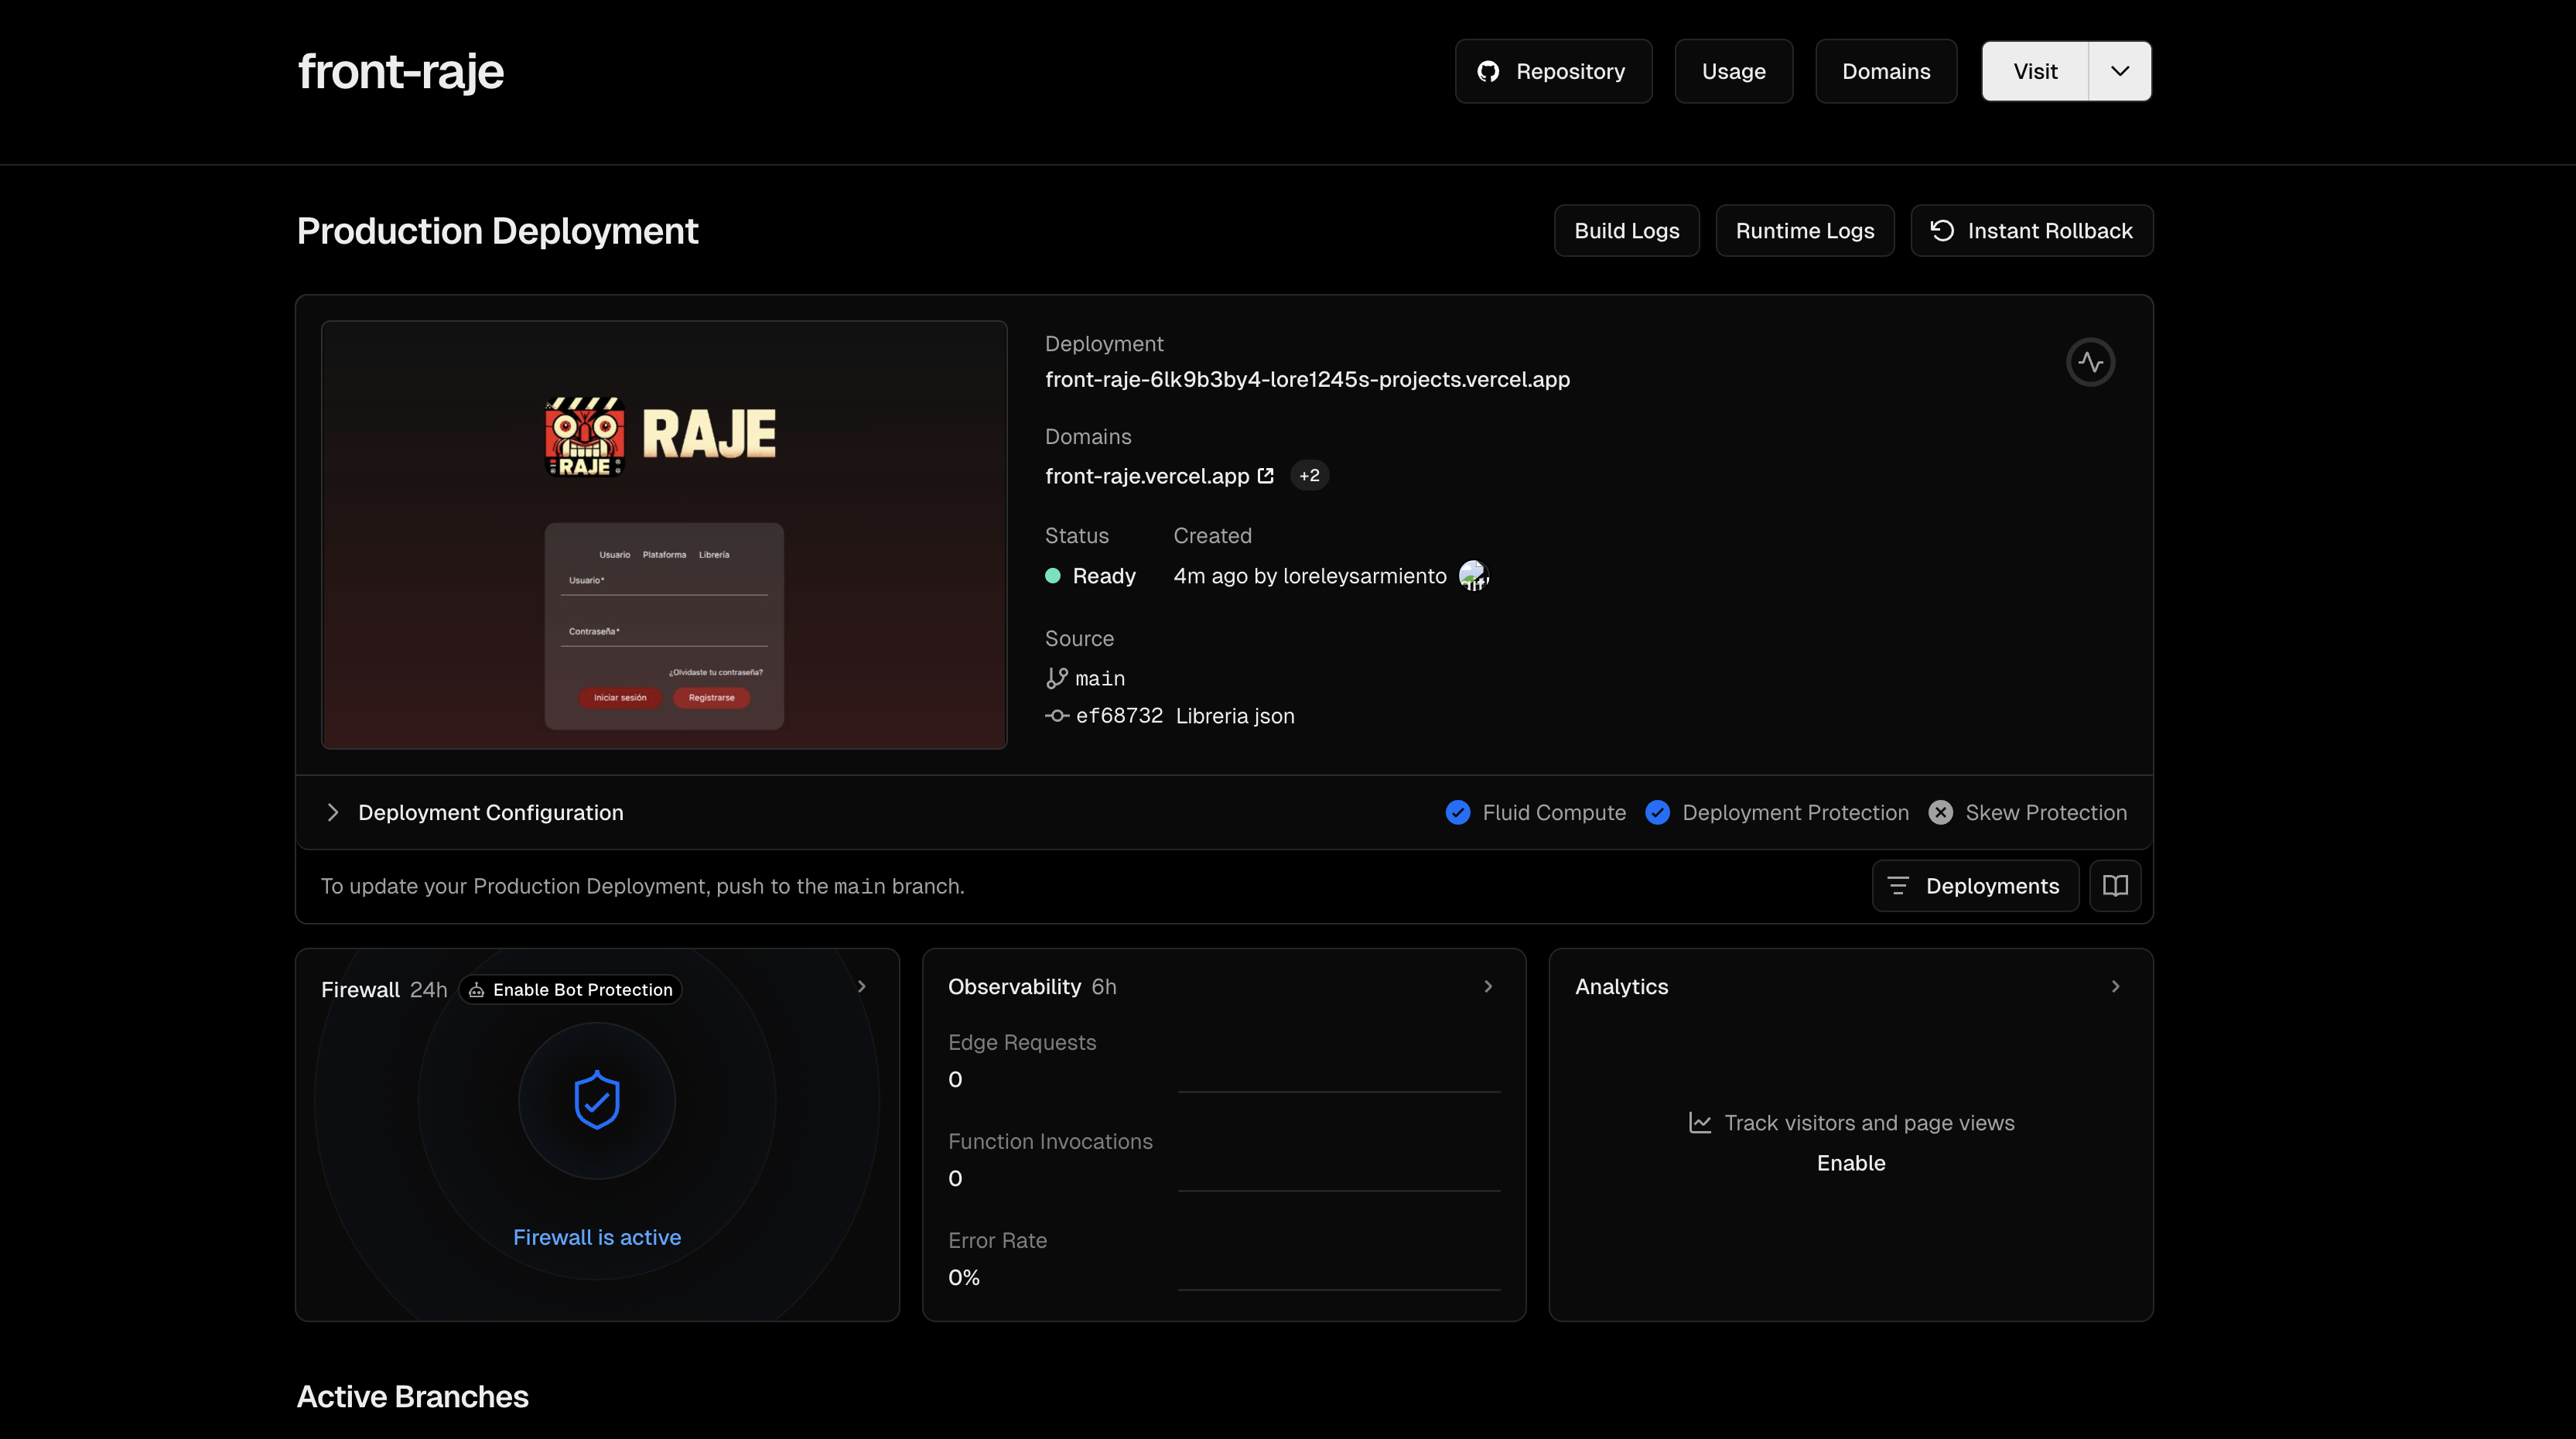 front-raje
Repository
Usage
Domains
Visit
Production Deployment
Build Logs
Runtime Logs
Instant Rollback
RAJE
RAJE
Usuario Plataforma Librería
Usuario*
Contraseña*
¿Olvidaste tu contraseña?
Iniciar sesión
Registrarse
Deployment
front-raje-6lk9b3by4-lore1245s-projects.vercel.app
Domains
front-raje.vercel.app +2
Status Created
Ready 4m ago by loreleysarmiento
Source
main
ef68732 Libreria json
Deployment Configuration
Fluid Compute
Deployment Protection
Skew Protection
To update your Production Deployment, push to the main branch.
Deployments
Firewall 24h Enable Bot Protection
Firewall is active
Observability 6h
Edge Requests
0
Function Invocations
0
Error Rate
0%
Analytics
Track visitors and page views
Enable
Active Branches